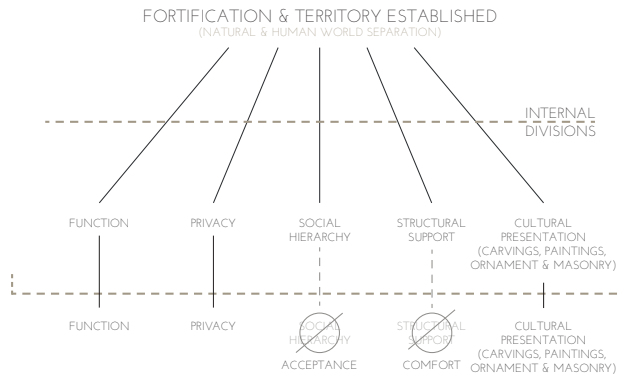 FORTIFICATION & TERRITORY ESTABLISHED
(NATURAL & HUMAN WORLD SEPARATION)
INTERNAL
DIVISIONS
FUNCTION
PRIVACY
SOCIAL
HIERARCHY
STRUCTURAL
SUPPORT
CULTURAL
PRESENTATION
(CARVINGS, PAINTINGS,
ORNAMENT & MASONRY)
FUNCTION
PRIVACY
SOCIAL
HIERARCHY
ACCEPTANCE
STRUCTURAL
SUPPORT
COMFORT
CULTURAL
PRESENTATION
(CARVINGS, PAINTINGS,
ORNAMENT & MASONRY)